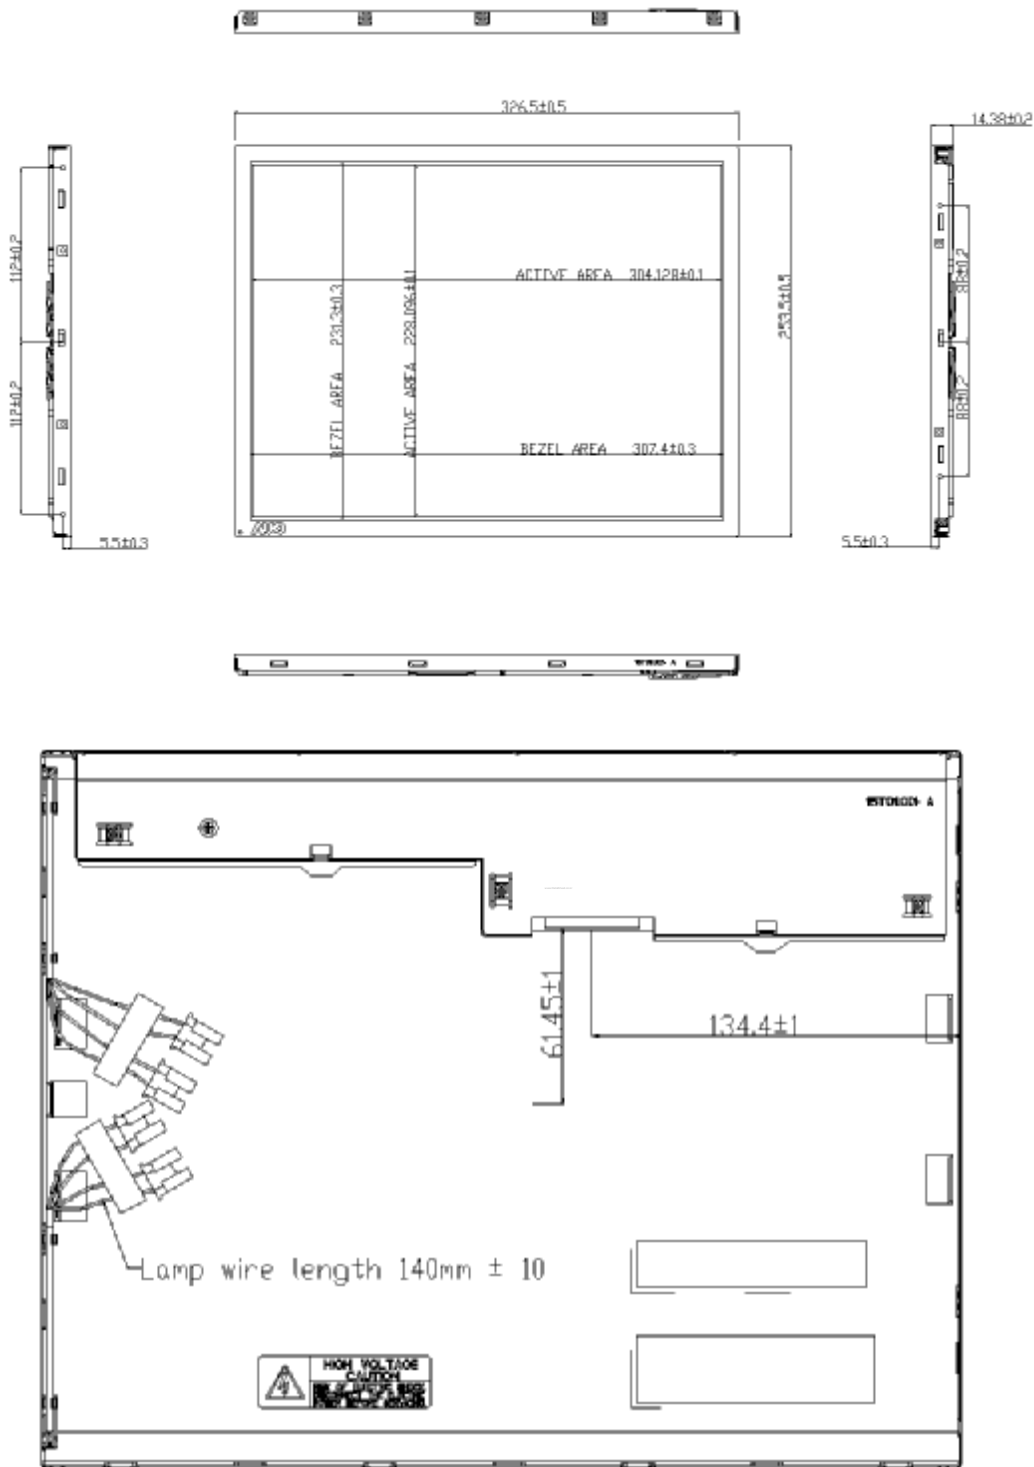 326.5±0.5
14.38±0.2
112±0.2
112±0.2
ACTIVE AREA 304.128±0.1
BEZEL AREA 231.3±0.3
ACTIVE AREA 228.096±0.1
253.5±0.5
88±0.2
88±0.2
BEZEL AREA 307.4±0.3
AUO
5.5±0.3
5.5±0.3
A
A
61.45±1
134.4±1
Lamp wire length 140mm ± 10
HIGH VOLTAGE
CAUTION